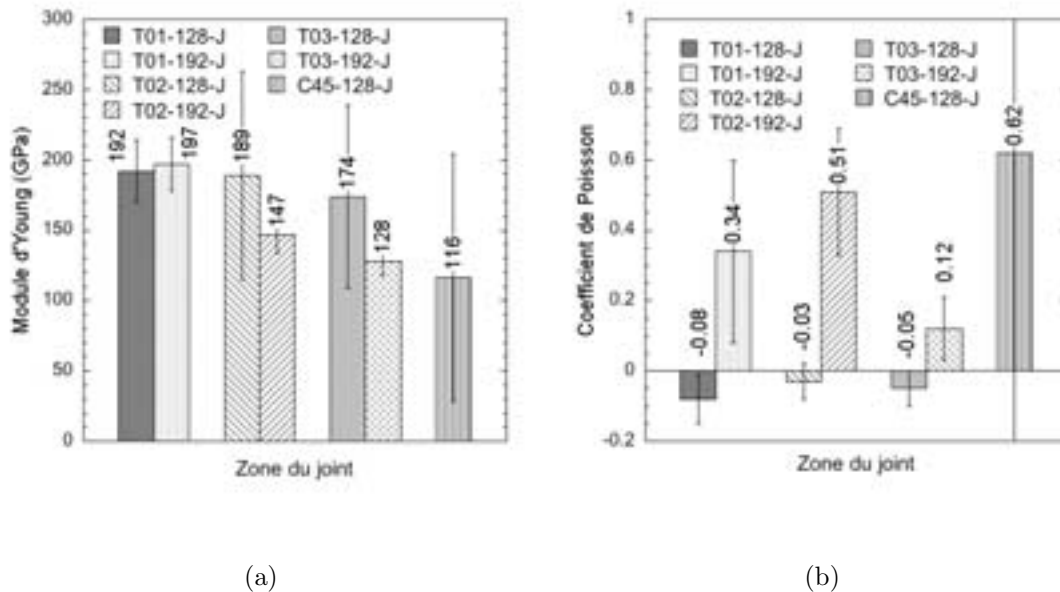 300
250
200
150
100
50
0
Module d'Young (GPa)
T01-128-J
T01-192-J
T02-128-J
T02-192-J
T03-128-J
T03-192-J
C45-128-J
192
197
189
147
174
128
116
Zone du joint
(a)
1
0.8
0.6
0.4
0.2
0
-0.2
Coefficient de Poissson
T01-128-J
T01-192-J
T02-128-J
T02-192-J
T03-128-J
T03-192-J
C45-128-J
-0.08
0.34
-0.03
0.51
-0.05
0.12
0.62
Zone du joint
(b)